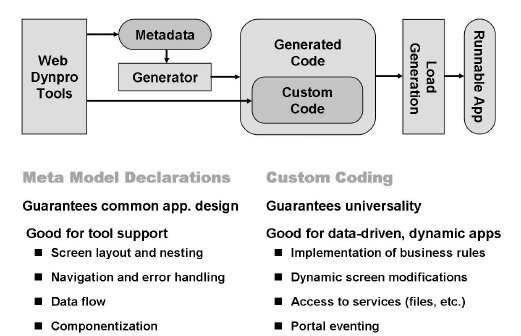 Web
Dynpro
Tools
Metadata
Generator
Generated
Code
Custom
Code
Load
Generation
Runnable App
Meta Model Declarations
Guarantees common app. design
Good for tool support
■ Screen layout and nesting
■ Navigation and error handling
■ Data flow
■ Componentization
Custom Coding
Guarantees universality
Good for data-driven, dynamic apps
■ Implementation of business rules
■ Dynamic screen modifications
■ Access to services (files, etc.)
■ Portal eventing